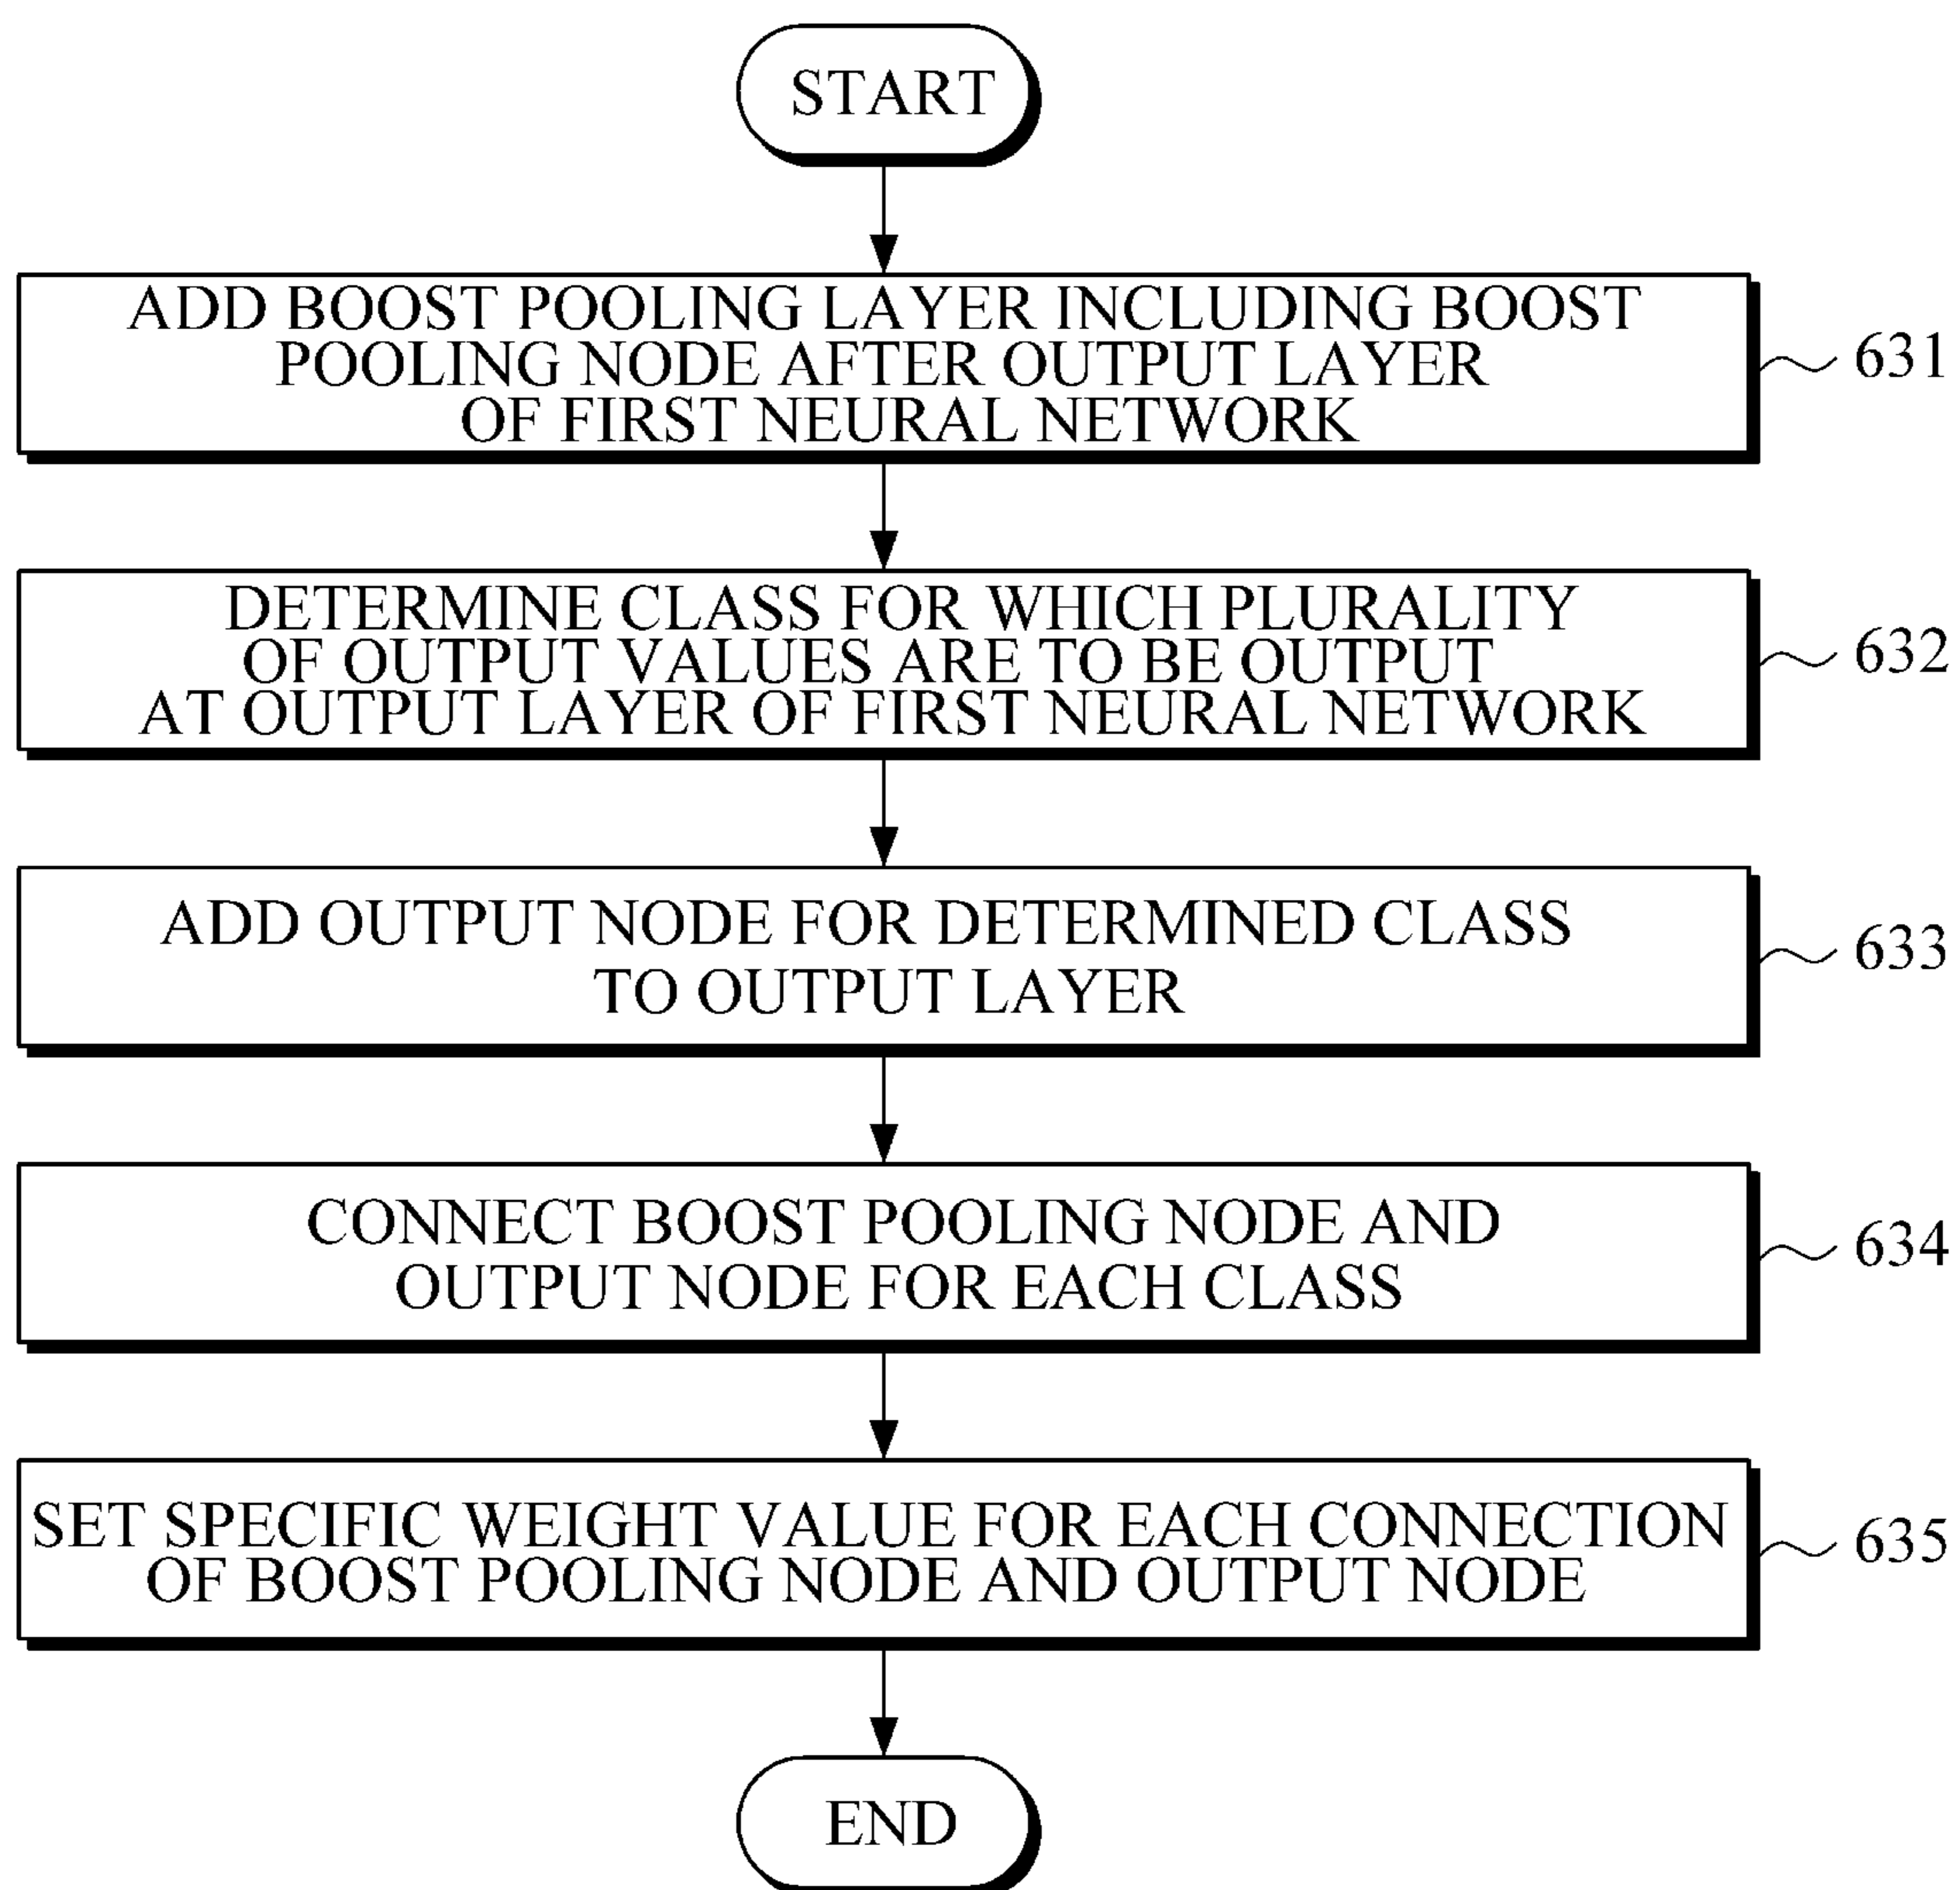 START
ADD BOOST POOLING LAYER INCLUDING BOOST
POOLING NODE AFTER OUTPUT LAYER
OF FIRST NEURAL NETWORK
631
DETERMINE CLASS FOR WHICH PLURALITY
OF OUTPUT VALUES ARE TO BE OUTPUT
AT OUTPUT LAYER OF FIRST NEURAL NETWORK
632
ADD OUTPUT NODE FOR DETERMINED CLASS
TO OUTPUT LAYER
633
CONNECT BOOST POOLING NODE AND
OUTPUT NODE FOR EACH CLASS
634
SET SPECIFIC WEIGHT VALUE FOR EACH CONNECTION
OF BOOST POOLING NODE AND OUTPUT NODE
635
END